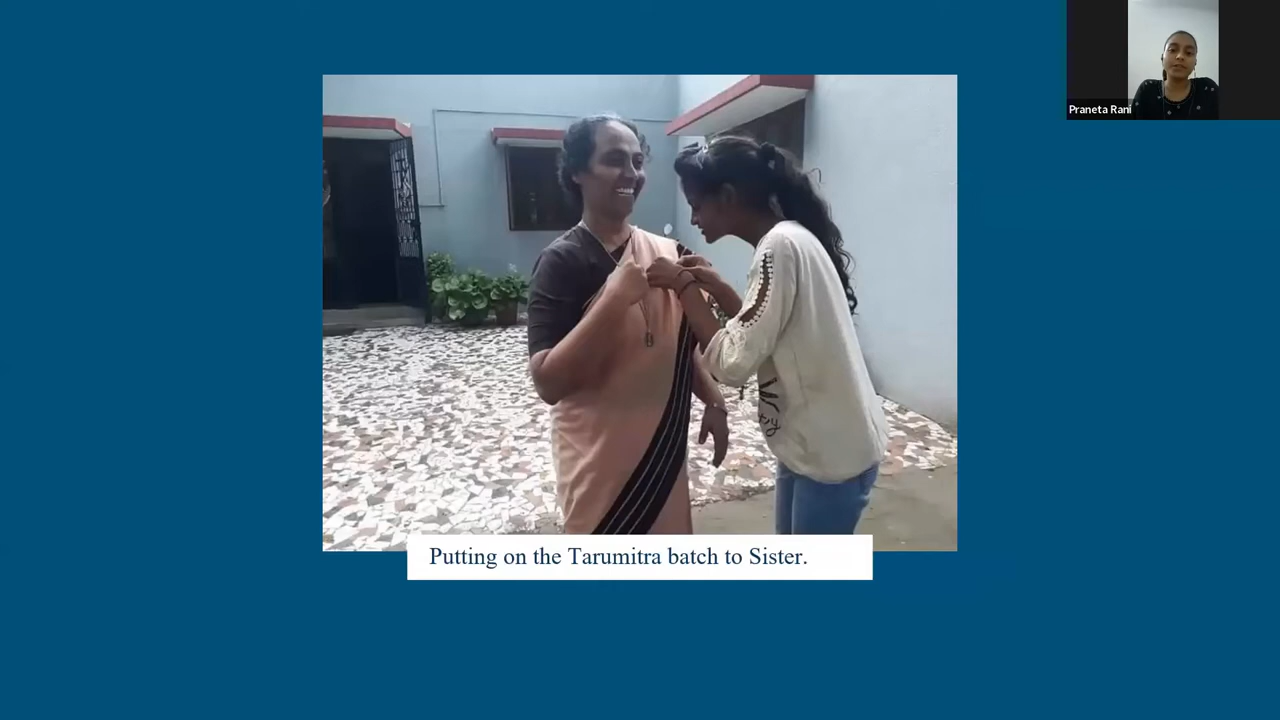 Praneta Rani
Putting on the Tarumitra batch to Sister.